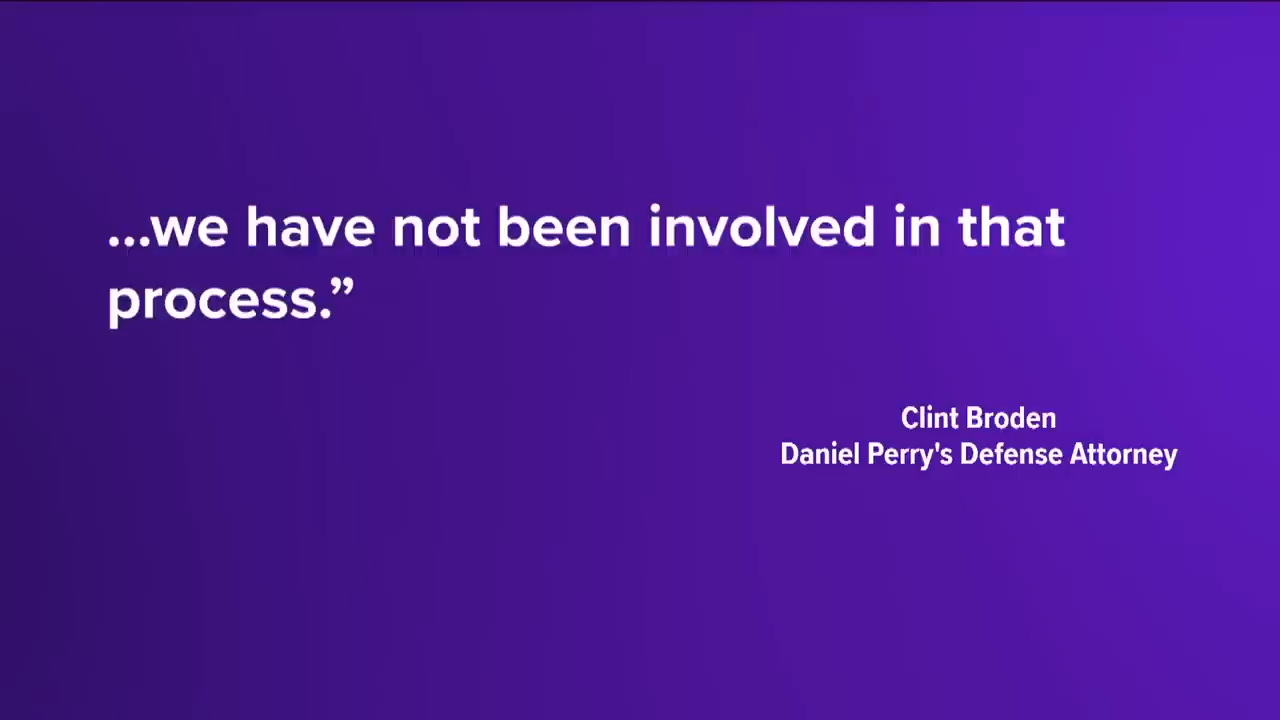 ...we have not been involved in that
process.”
Clint Broden
Daniel Perry's Defense Attorney